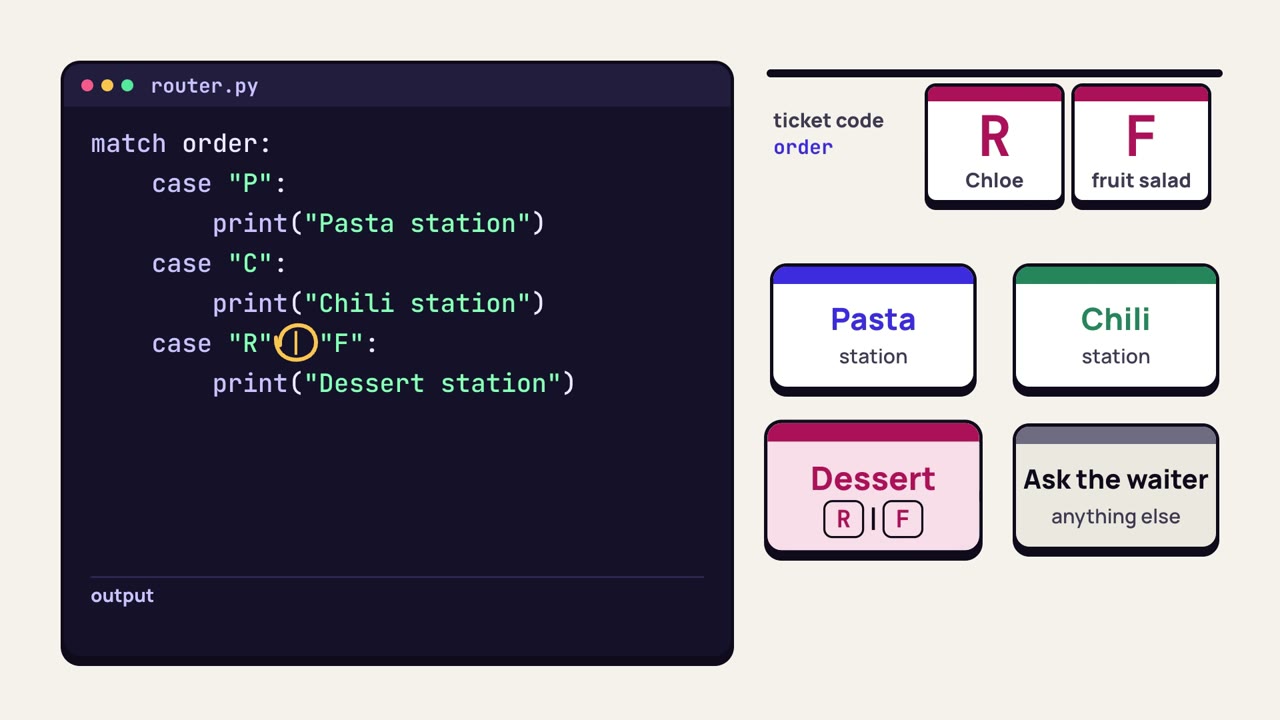 router.py
match order:
    case "P":
        print("Pasta station")
    case "C":
        print("Chili station")
    case "R" | "F":
        print("Dessert station")
output
ticket code
order
R
Chloe
F
fruit salad
Pasta
station
Chili
station
Dessert
R | F
Ask the waiter
anything else